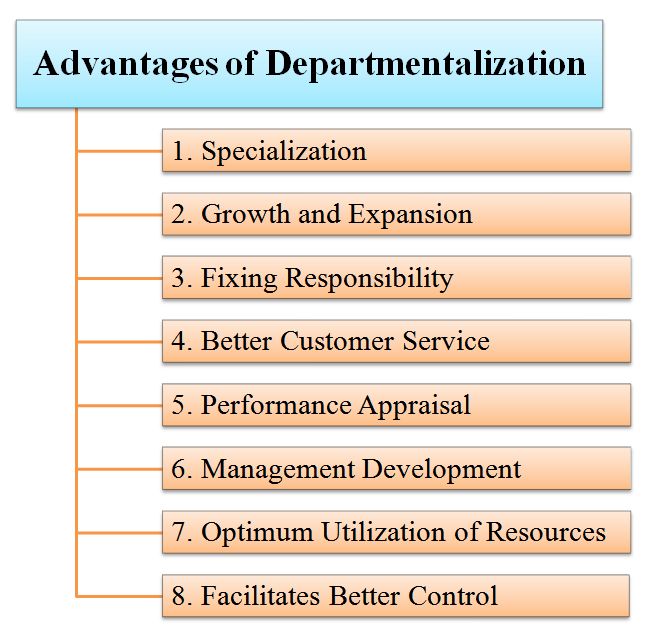 Advantages of Departmentalization
1. Specialization
2. Growth and Expansion
3. Fixing Responsibility
4. Better Customer Service
5. Performance Appraisal
6. Management Development
7. Optimum Utilization of Resources
8. Facilitates Better Control